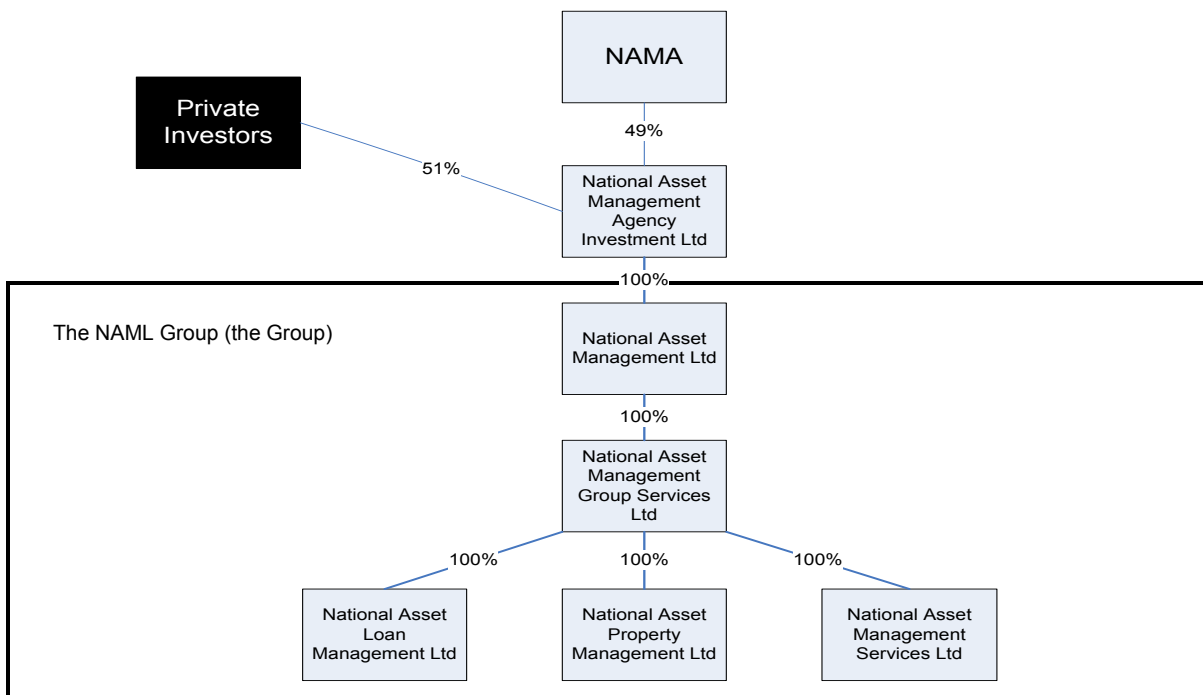 NAMA
Private
Investors
49%
51%
National Asset
Management
Agency
Investment Ltd
100%
The NAML Group (the Group)
National Asset
Management Ltd
100%
National Asset
Management
Group Services
Ltd
100%
100%
100%
National Asset
Loan
Management Ltd
National Asset
Property
Management Ltd
National Asset
Management
Services Ltd